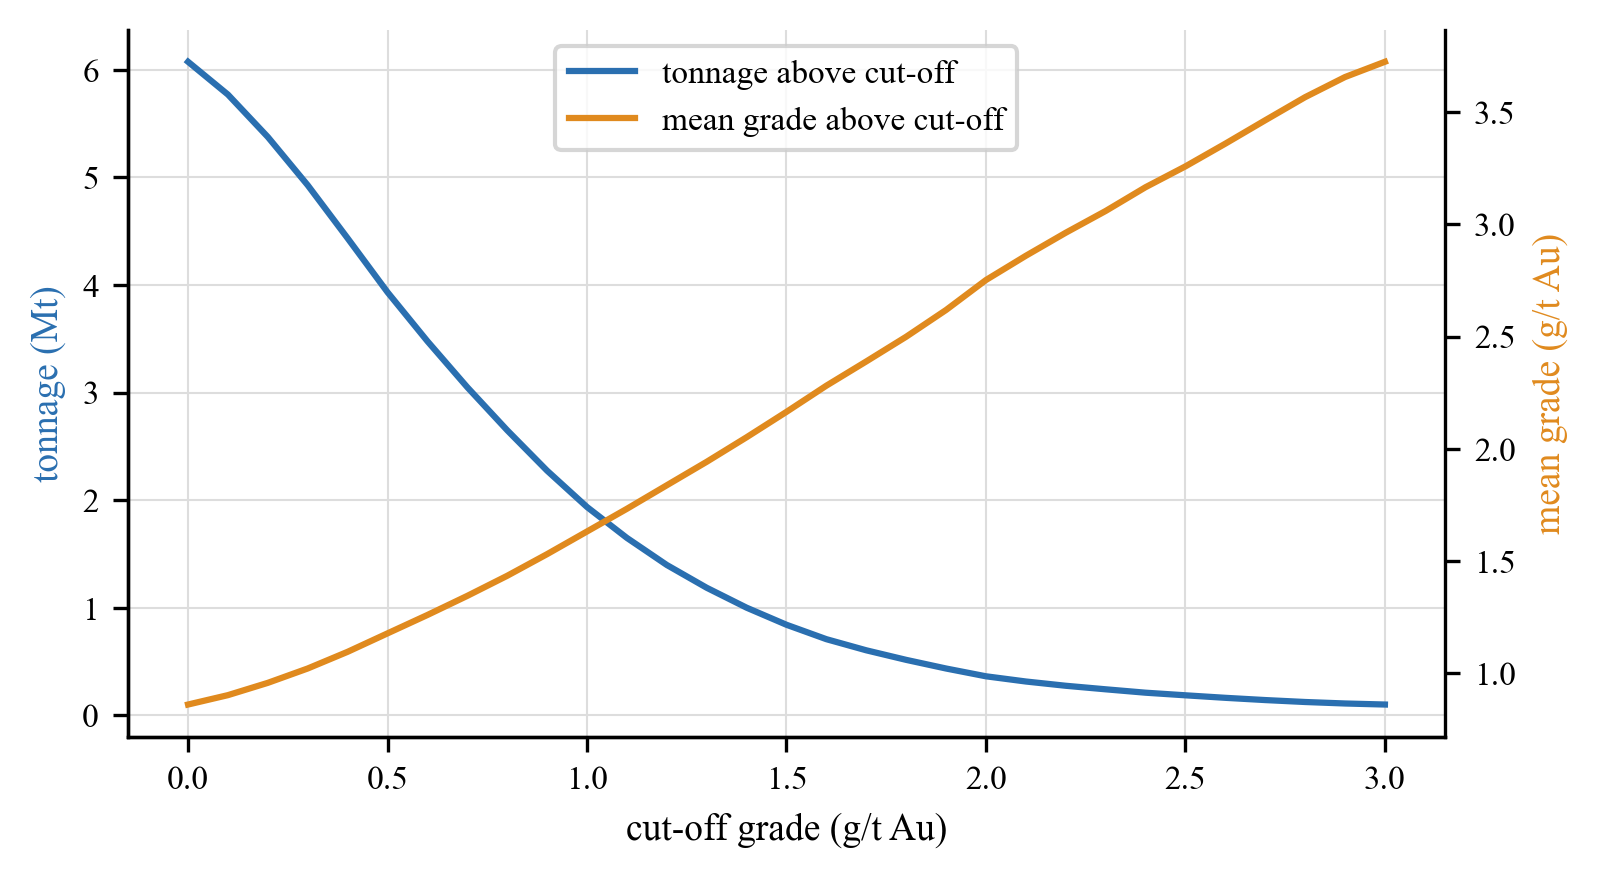 tonnage above cut-off
mean grade above cut-off
6
5
4
3
2
1
0
tonnage (Mt)
3.5
3.0
2.5
2.0
1.5
1.0
mean grade (g/t Au)
0.0 0.5 1.0 1.5 2.0 2.5 3.0
cut-off grade (g/t Au)